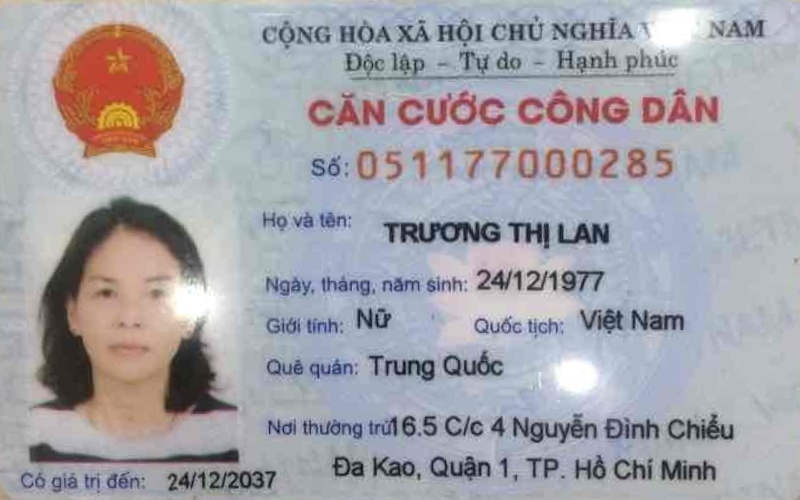 CỘNG HÒA XÃ HỘI CHỦ NGHĨA NAM
Độc lập – Tự do – Hạnh phúc
CĂN CƯỚC CÔNG DÂN
Số: 051177000285
Họ và tên: TRƯƠNG THỊ LAN
Ngày, tháng, năm sinh: 24/12/1977
Giới tính: Nữ Quốc tịch: Việt Nam
Quê quán: Trung Quốc
Nơi thường trú 16.5 C/c 4 Nguyễn Đình Chiểu
Đa Kao, Quận 1, TP. Hồ Chí Minh
Có giá trị đến: 24/12/2037